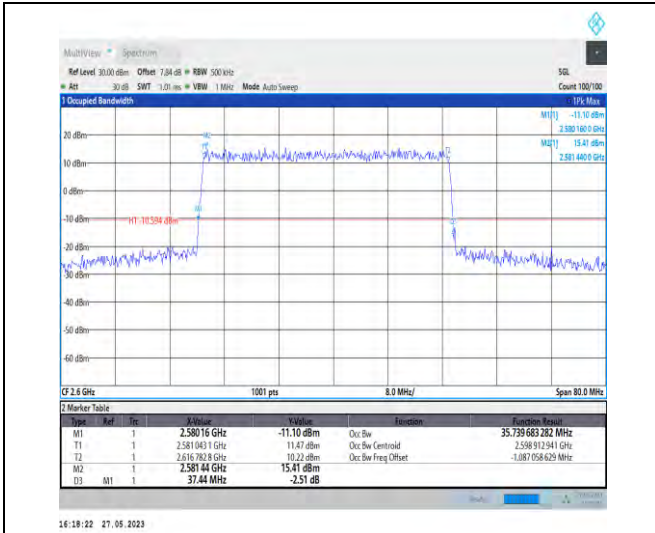 MultiView Spectrum
Ref Level 30.00 dBm Offset 7.84 dB RBW 500 kHz SGL
Att 30 dB SWT 1.01 ms VBW 1 MHz Mode Auto Sweep Count 100/100
1 Occupied Bandwidth 1Pk Max
M1[1] -11.10 dBm
2.580 160 0 GHz
20 dBm M2[1] 15.41 dBm
2.581 440 0 GHz
10 dBm
0 dBm
-10 dBm H1 -10.594 dBm
-20 dBm
-30 dBm
-40 dBm
-50 dBm
-60 dBm
CF 2.6 GHz 1001 pts 8.0 MHz/ Span 80.0 MHz
2 Marker Table
Type Ref Trc X-Value Y-Value Function Function Result
M1 1 2.58016 GHz -11.10 dBm Occ Bw 35.739 683 282 MHz
T1 1 2.581 043 1 GHz 11.47 dBm Occ Bw Centroid 2.598 912 941 GHz
T2 1 2.616 782 8 GHz 10.22 dBm Occ Bw Freq Offset -1.087 058 629 MHz
M2 1 2.581 44 GHz 15.41 dBm
D3 M1 1 37.44 MHz -2.51 dB
16:18:22 27.05.2023